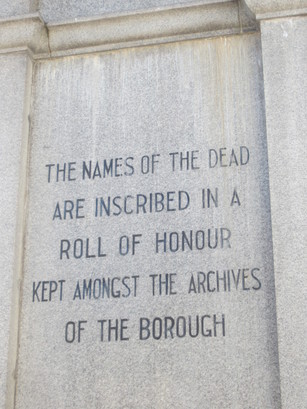 THE NAMES OF THE DEAD
ARE INSCRIBED IN A
ROLL OF HONOUR
KEPT AMONGST THE ARCHIVES
OF THE BOROUGH